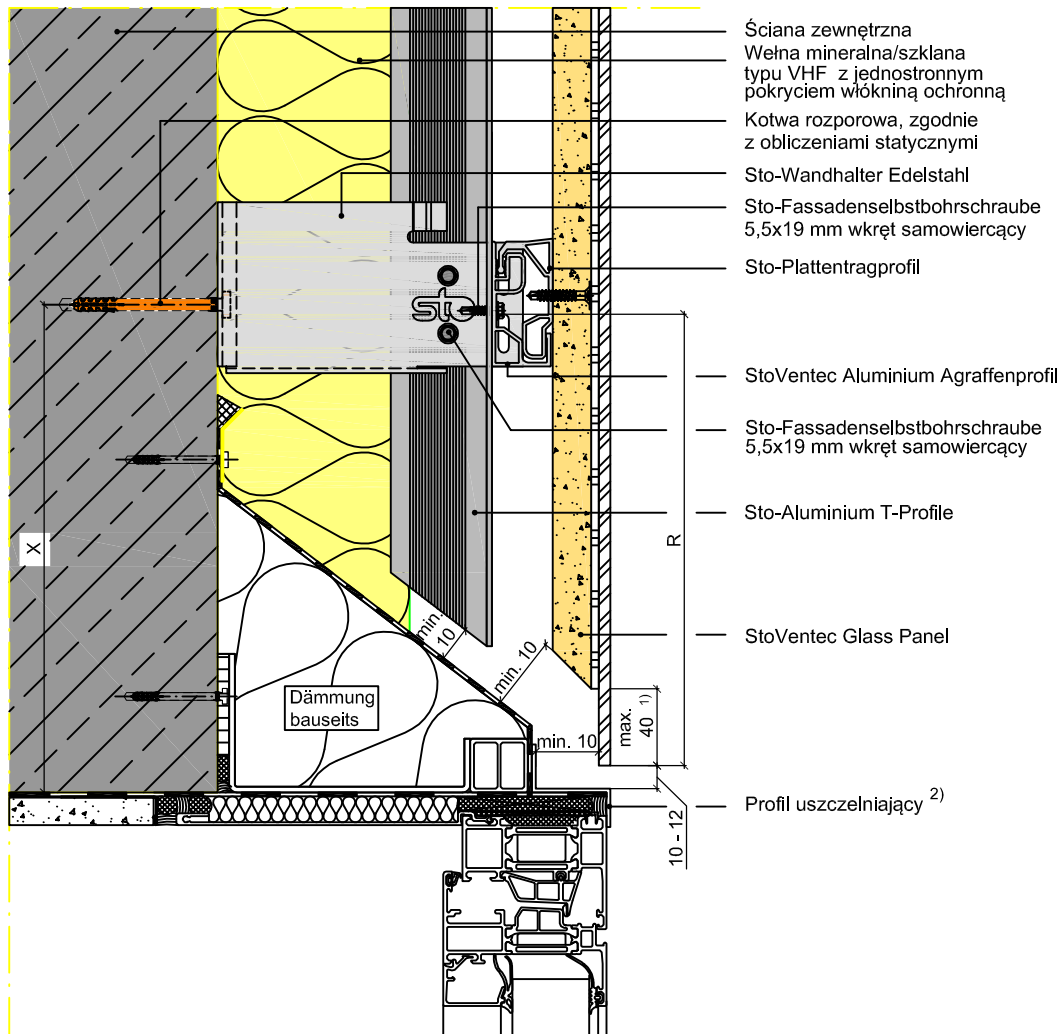 Ściana zewnętrzna
Wełna mineralna/szklana
typu VHF z jednostronnym
pokryciem włókniną ochronną
Kotwa rozporowa, zgodnie
z obliczeniami statycznymi
Sto-Wandhalter Edelstahl
Sto-Fassadenselbstbohrschraube
5,5x19 mm wkręt samowiercący
Sto-Plattentragprofil
sto
StoVentec Aluminium Agraffenprofil
Sto-Fassadenselbstbohrschraube
5,5x19 mm wkręt samowiercący
Sto-Aluminium T-Profile
X
R
StoVentec Glass Panel
min.
10
min. 10
Dämmung
bauseits
max.
40 1)
min. 10
Profil uszczelniający 2)
10 - 12